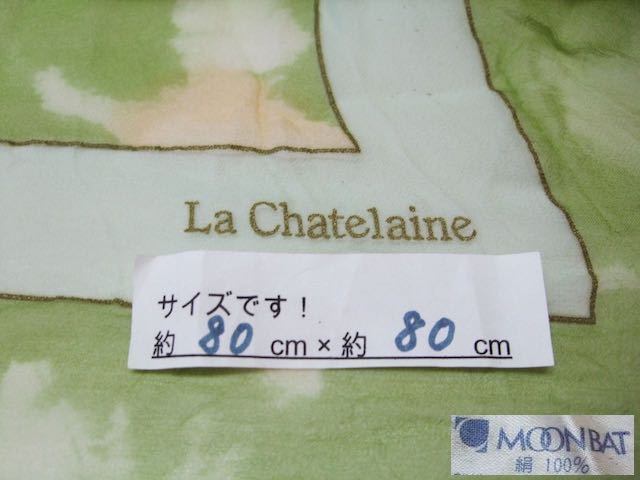 La Chatelaine
サイズです！
約 80 cm × 約 80 cm
MOONBAT
絹 100%